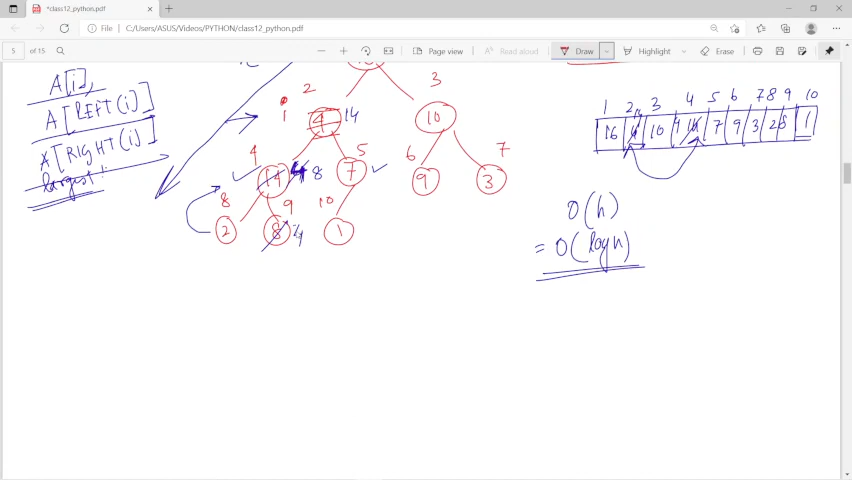 *class12_python.pdf
File
C:/Users/ASUS/Videos/PYTHON/class12_python.pdf
5 of 15
Page view
Read aloud
Draw
Highlight
Erase
A[i],
A[LEFT(i)]
A[RIGHT(i)]
largest!
2 3
i 4 14 10
4 5 6 7
14 4 8 7 9 3
8 9 10
2 8 4 1
1 2 3 4 5 6 7 8 9 10
16 4 10 14 7 9 3 2 8 1
O(h)
= O(log n)